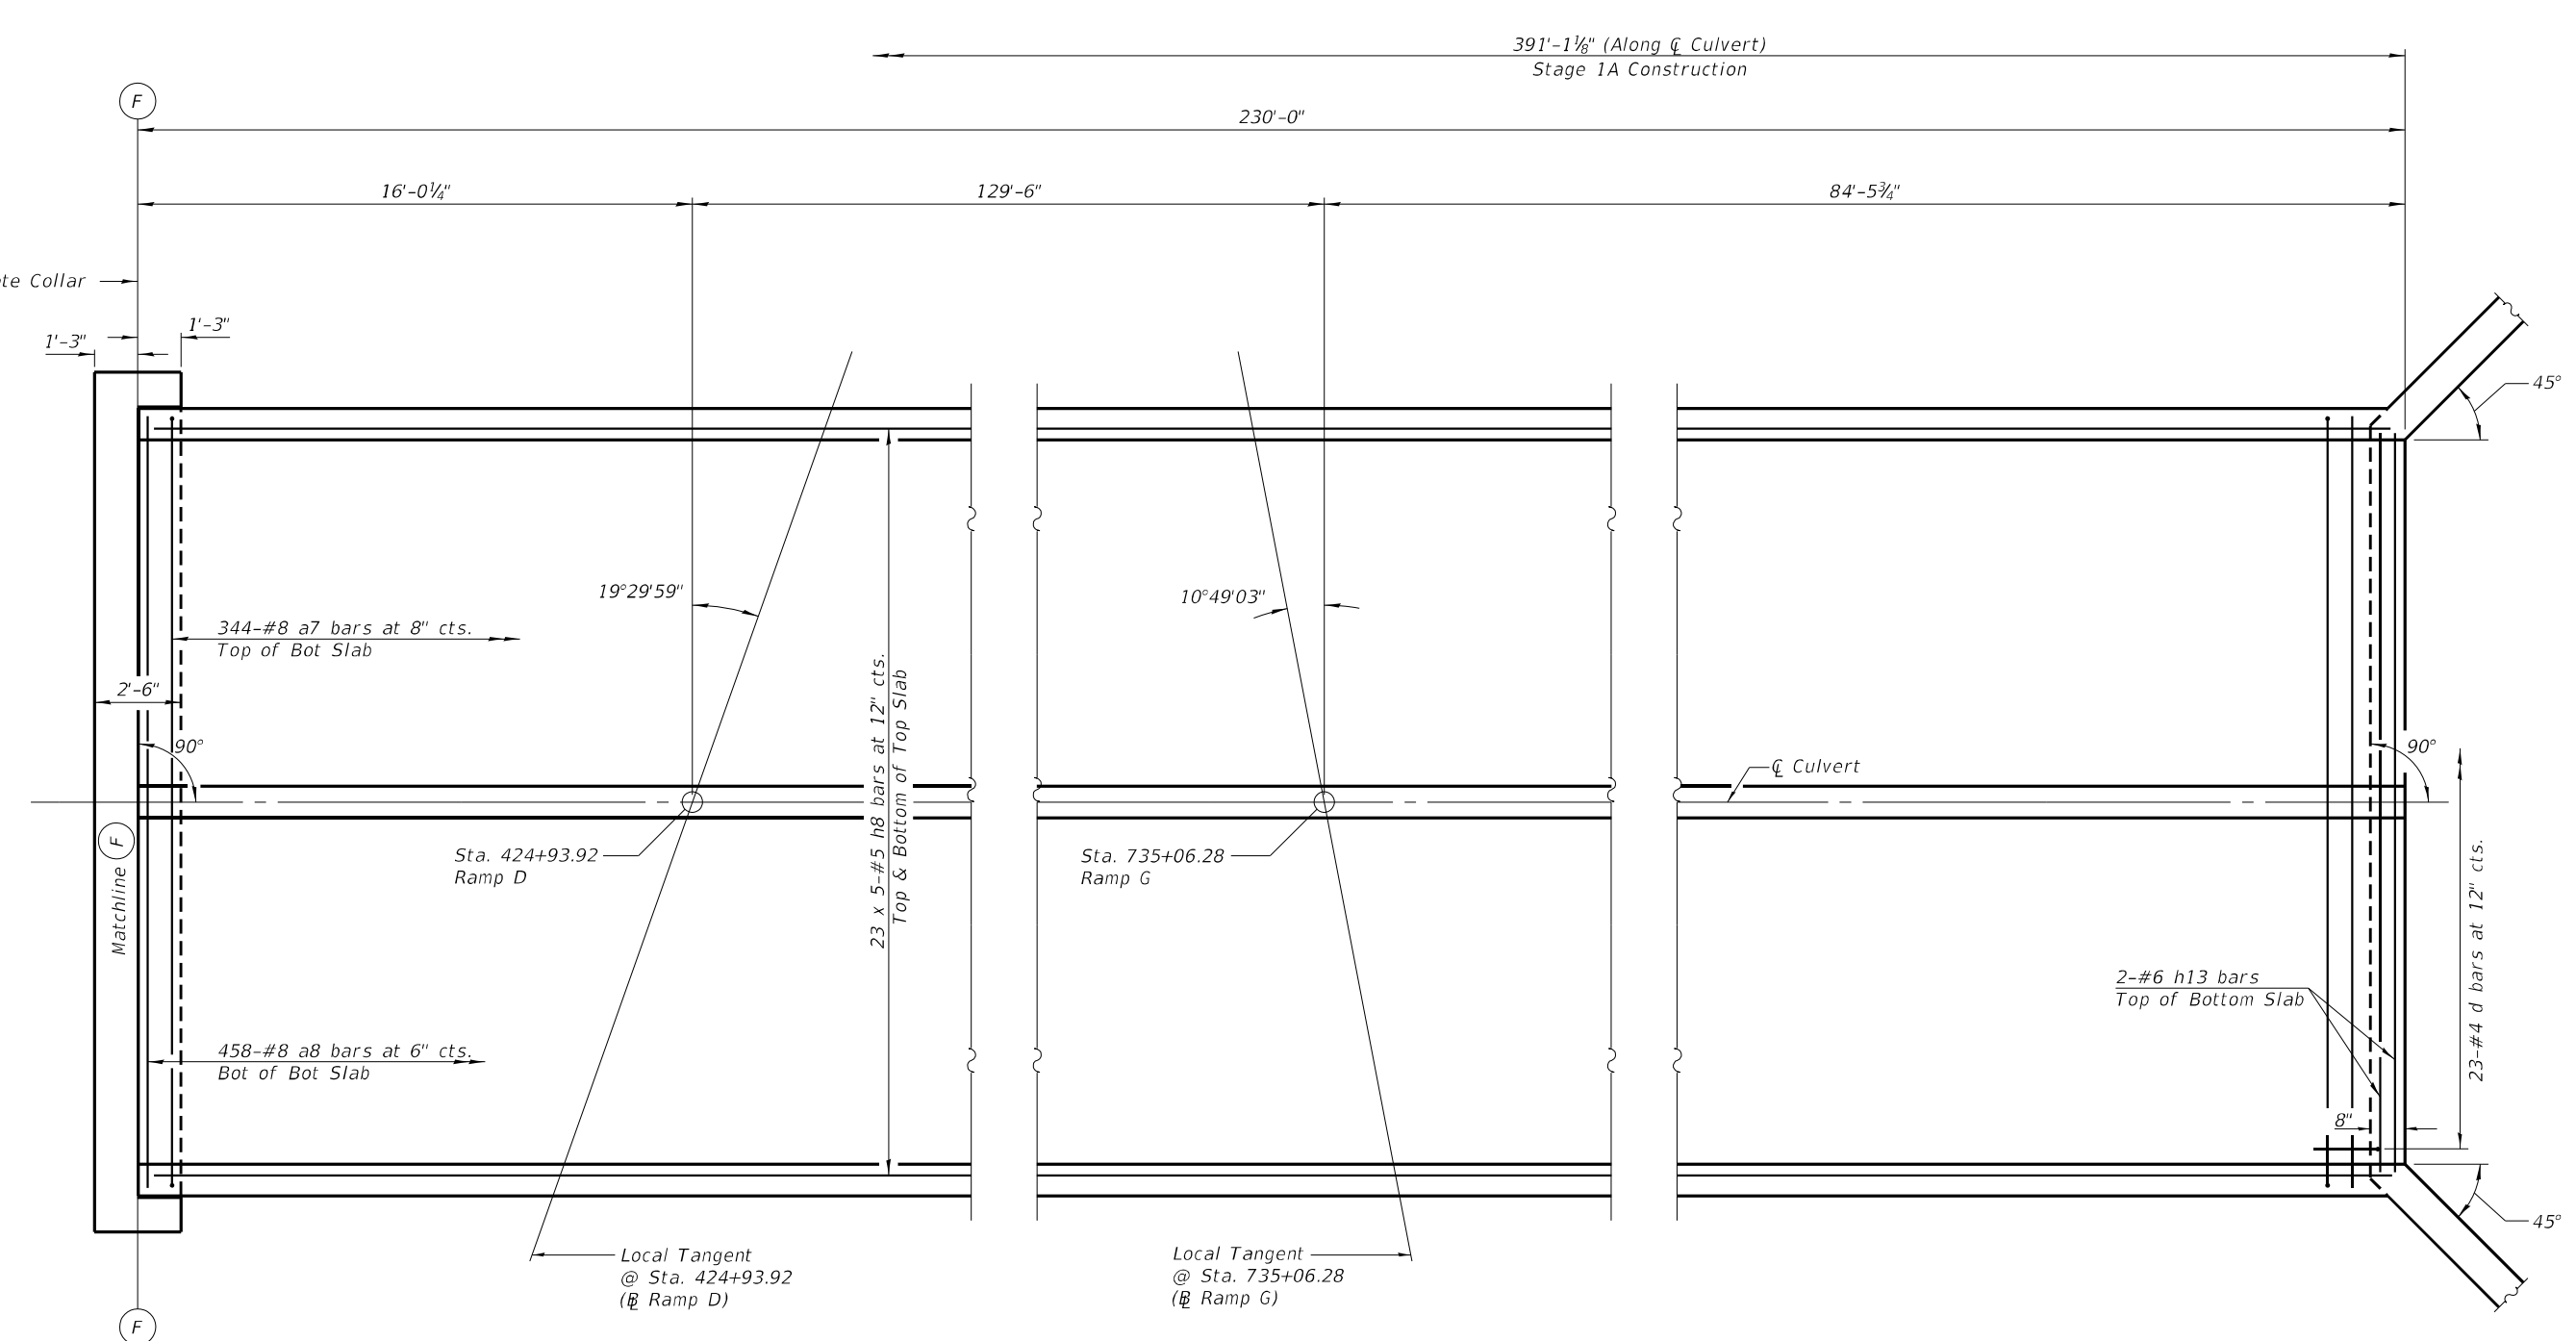 391'-1⅛" (Along ℄ Culvert)
Stage 1A Construction
F
230'-0"
16'-0¼"
129'-6"
84'-5¾"
te Collar
1'-3"
1'-3"
45°
19°29'59"
10°49'03"
344-#8 a7 bars at 8" cts.
Top of Bot Slab
2'-6"
90°
90°
℄ Culvert
23 x 5-#5 h8 bars at 12" cts.
Top & Bottom of Top Slab
Matchline F
Sta. 424+93.92
Ramp D
Sta. 735+06.28
Ramp G
23-#4 d bars at 12" cts.
2-#6 h13 bars
Top of Bottom Slab
458-#8 a8 bars at 6" cts.
Bot of Bot Slab
8"
45°
Local Tangent
@ Sta. 424+93.92
(BL Ramp D)
Local Tangent
@ Sta. 735+06.28
(BL Ramp G)
F